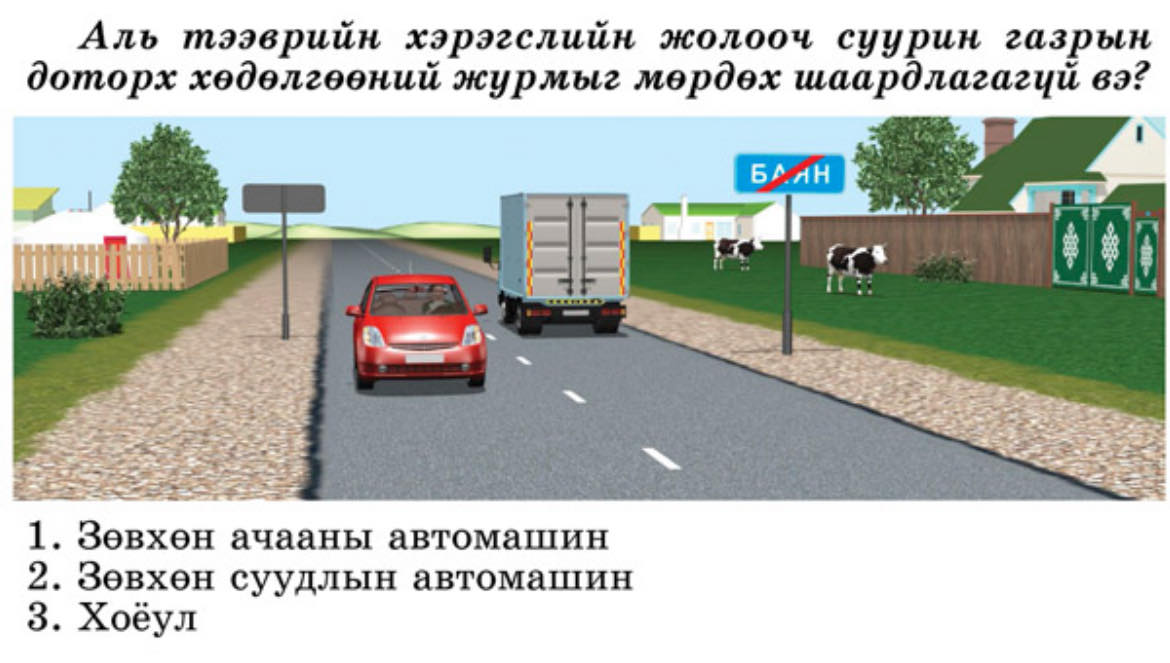 Аль тээврийн хэрэгслийн жолооч суурин газрын
доторх хөдөлгөөний журмыг мөрдөх шаардлагагүй вэ?
БАЯН
1. Зөвхөн ачааны автомашин
2. Зөвхөн суудлын автомашин
3. Хоёул